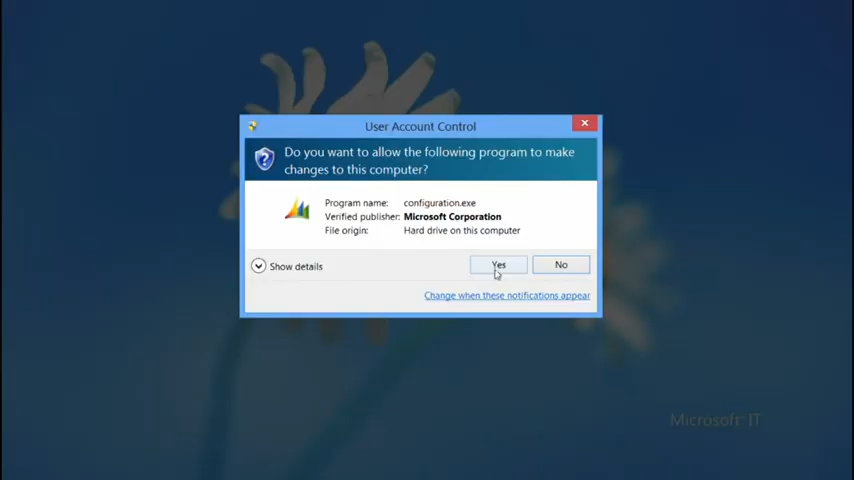 User Account Control
Do you want to allow the following program to make
changes to this computer?
Program name: configuration.exe
Verified publisher: Microsoft Corporation
File origin: Hard drive on this computer
Show details
Yes
No
Change when these notifications appear
Microsoft IT